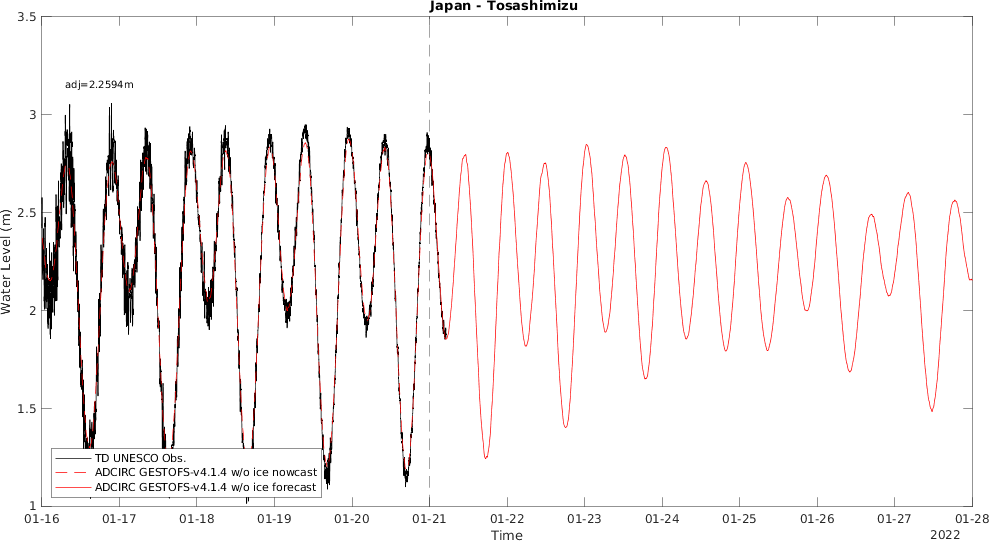 Japan - Tosashimizu
3.5
adj=2.2594m
3
2.5
Water Level (m)
2
1.5
TD UNESCO Obs.
ADCIRC GESTOFS-v4.1.4 w/o ice nowcast
ADCIRC GESTOFS-v4.1.4 w/o ice forecast
1
01-16 01-17 01-18 01-19 01-20 01-21 01-22 01-23 01-24 01-25 01-26 01-27 01-28
Time
2022